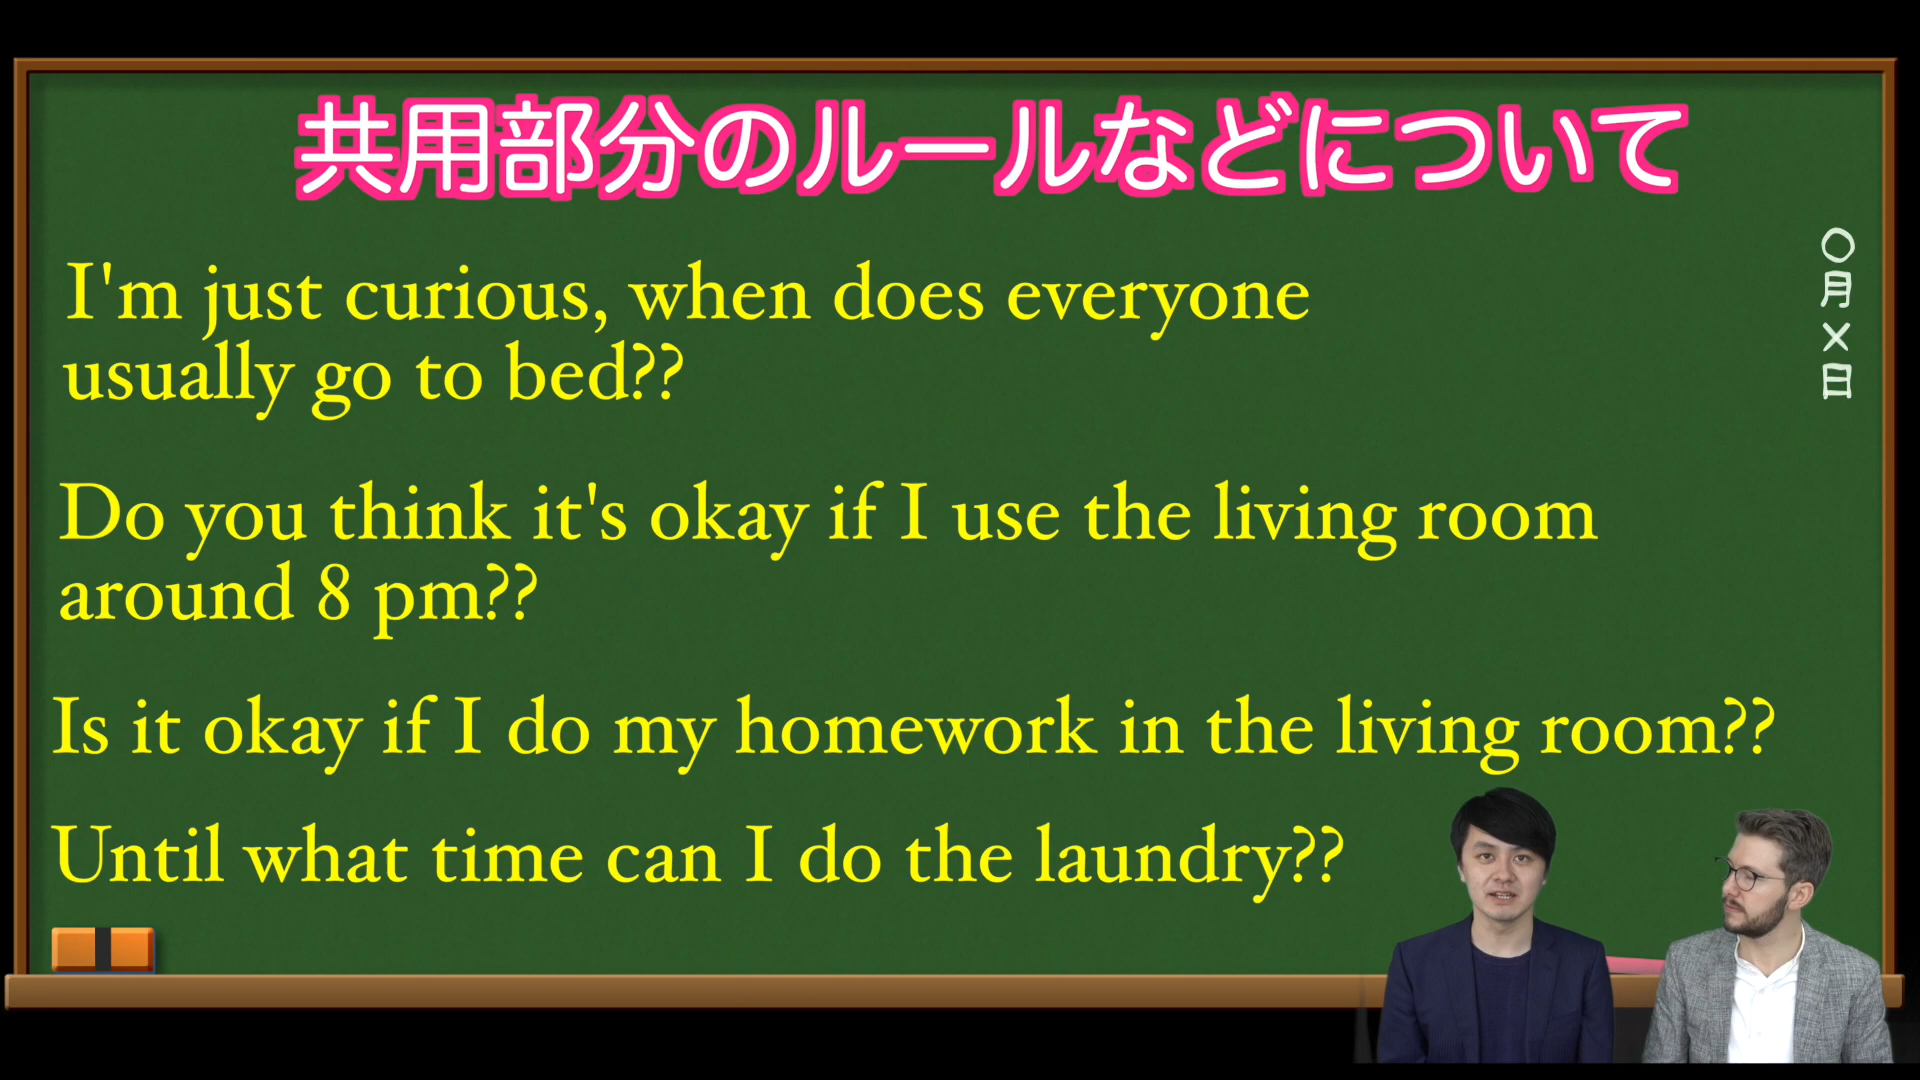 共用部分のルールなどについて
〇月×日
I'm just curious, when does everyone
usually go to bed??
Do you think it's okay if I use the living room
around 8 pm??
Is it okay if I do my homework in the living room??
Until what time can I do the laundry??